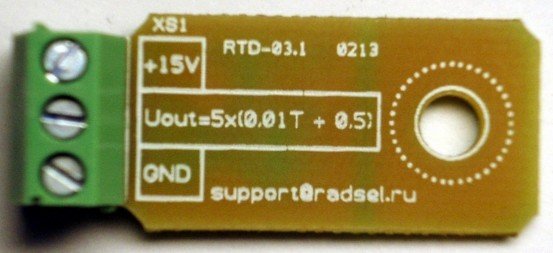 XS1
+15V
RTD-03.1 0213
Uout=5x(0.01T + 0.5)
GND
support@radsel.ru